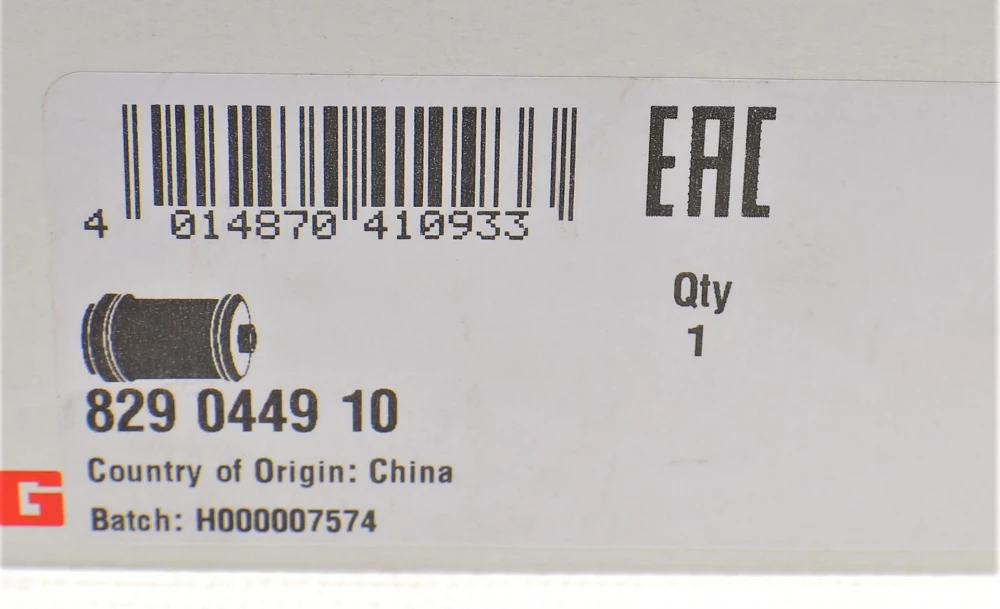 4 014870 410933
EAC
Qty
1
829 0449 10
Country of Origin: China
Batch: H000007574
G